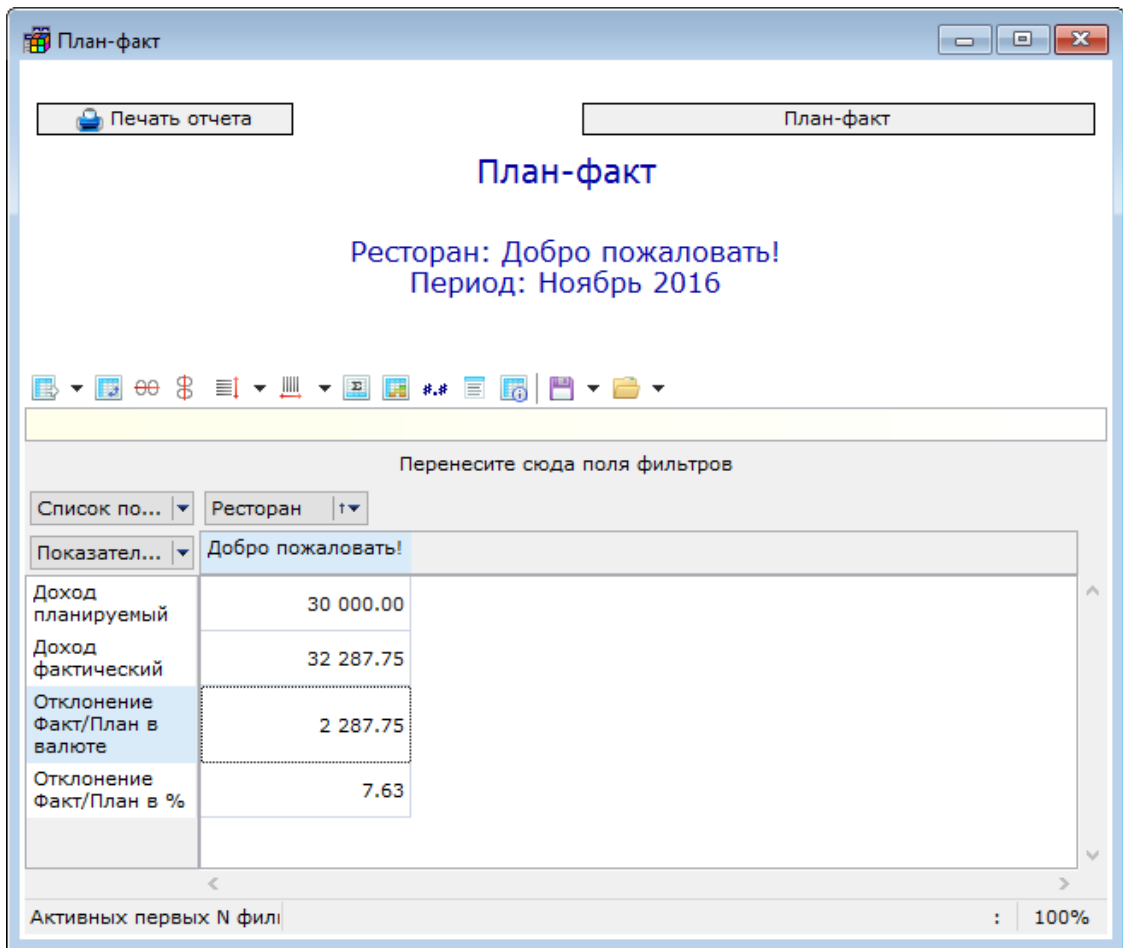 План-факт
Печать отчета
План-факт
План-факт
Ресторан: Добро пожаловать!
Период: Ноябрь 2016
#.#
Перенесите сюда поля фильтров
Список по...
Ресторан
Показател...
Добро пожаловать!
Доход
планируемый
30 000.00
Доход
фактический
32 287.75
Отклонение
Факт/План в
валюте
2 287.75
Отклонение
Факт/План в %
7.63
Активных первых N фил
:
100%